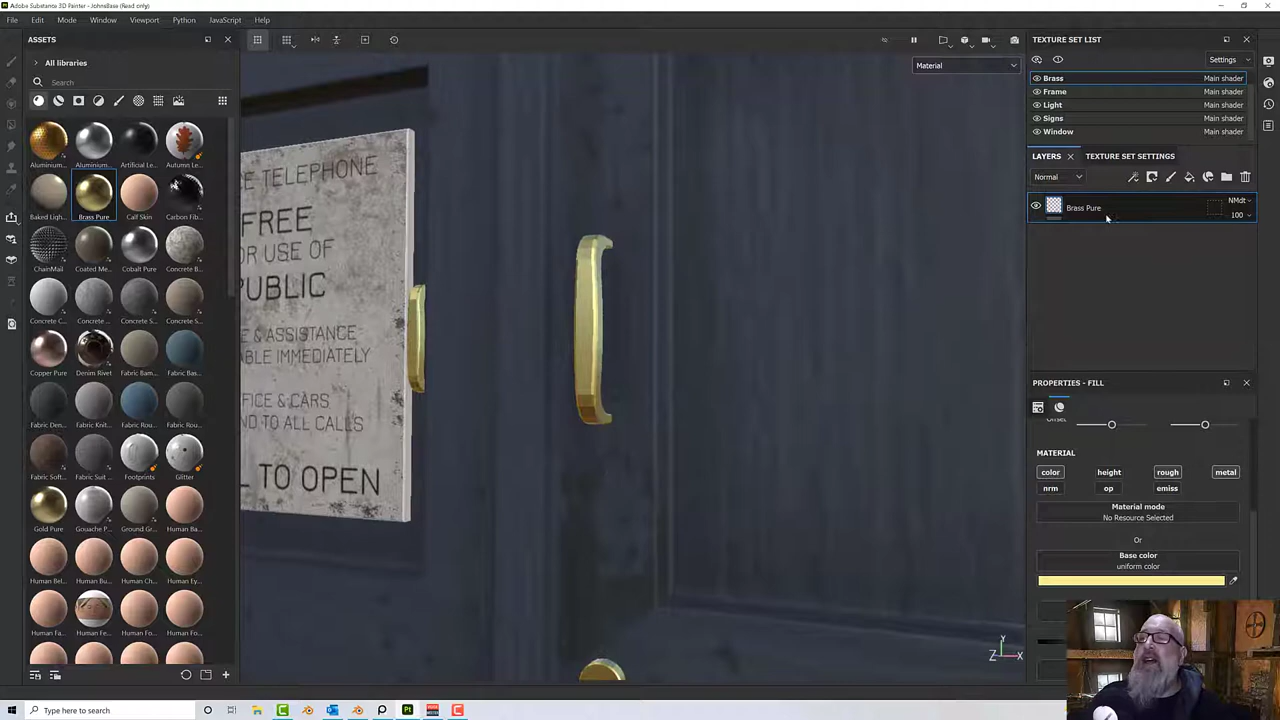 Adobe Substance 3D Painter - JohnsBase (Read only)
File Edit Mode Window Viewport Python JavaScript Help
ASSETS
All libraries
Search
Aluminium... Aluminium... Artificial Le... Autumn Le...
Baked Ligh... Brass Pure Calf Skin Carbon Fib...
ChainMail Coated Me... Cobalt Pure Concrete B...
Concrete C... Concrete ... Concrete S... Concrete ...
Copper Pure Denim Rivet Fabric Bam... Fabric Bas...
Fabric Den... Fabric Knit... Fabric Rou... Fabric Rou...
Fabric Soft... Fabric Suit ... Footprints Glitter
Gold Pure Gouache P... Ground Gr... Human Ba...
Human Bel... Human Bu... Human Ch... Human Ey...
Human Fa... Human Fe... Human Fo... Human Fo...
Material
E TELEPHONE
FREE
OR USE OF
PUBLIC
E & ASSISTANCE
ABLE IMMEDIATELY
FICE & CARS
ND TO ALL CALLS
L TO OPEN
Y
Z X
TEXTURE SET LIST
Settings
Brass Main shader
Frame Main shader
Light Main shader
Signs Main shader
Window Main shader
LAYERS TEXTURE SET SETTINGS
Normal
Brass Pure
NMdt
100
PROPERTIES - FILL
Offset
MATERIAL
color height rough metal
nrm op emiss
Material mode
No Resource Selected
Or
Base color
uniform color
Type here to search